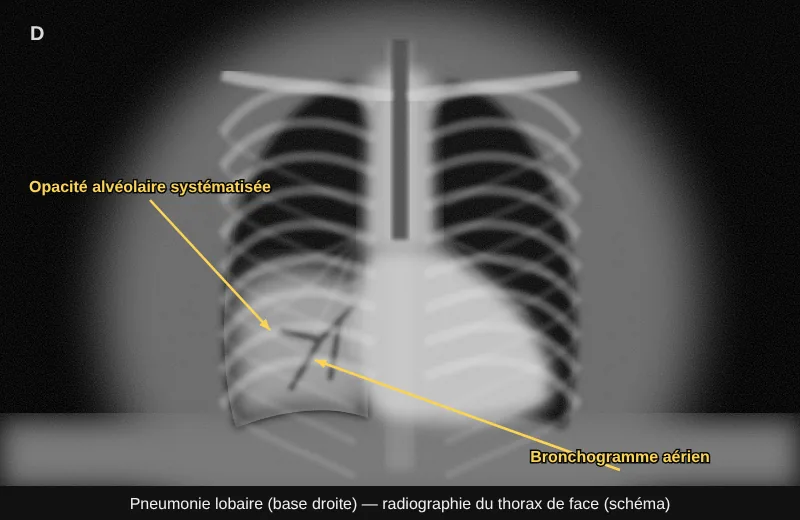 D
Opacité alvéolaire systématisée
Bronchogramme aérien
Pneumonie lobaire (base droite) — radiographie du thorax de face (schéma)